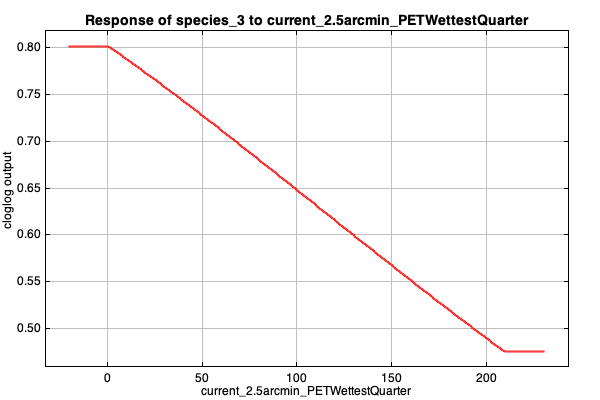 Response of species_3 to current_2.5arcmin_PETWettestQuarter
0.80
0.75
0.70
0.65
0.60
0.55
0.50
cloglog output
0 50 100 150 200
current_2.5arcmin_PETWettestQuarter